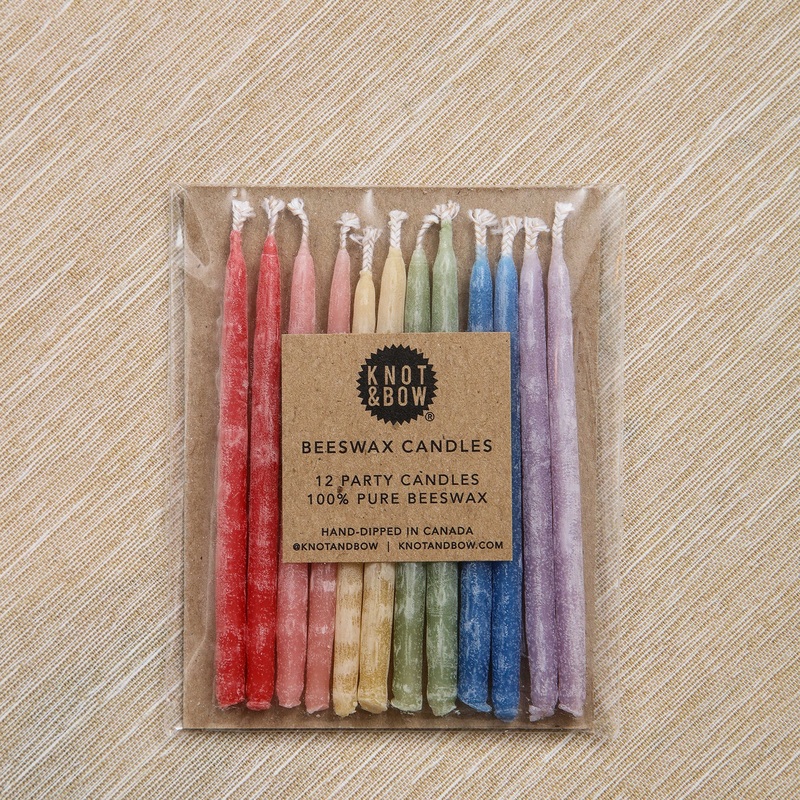 KNOT
&BOW
®
BEESWAX CANDLES
12 PARTY CANDLES
100% PURE BEESWAX
HAND-DIPPED IN CANADA
@KNOTANDBOW | KNOTANDBOW.COM